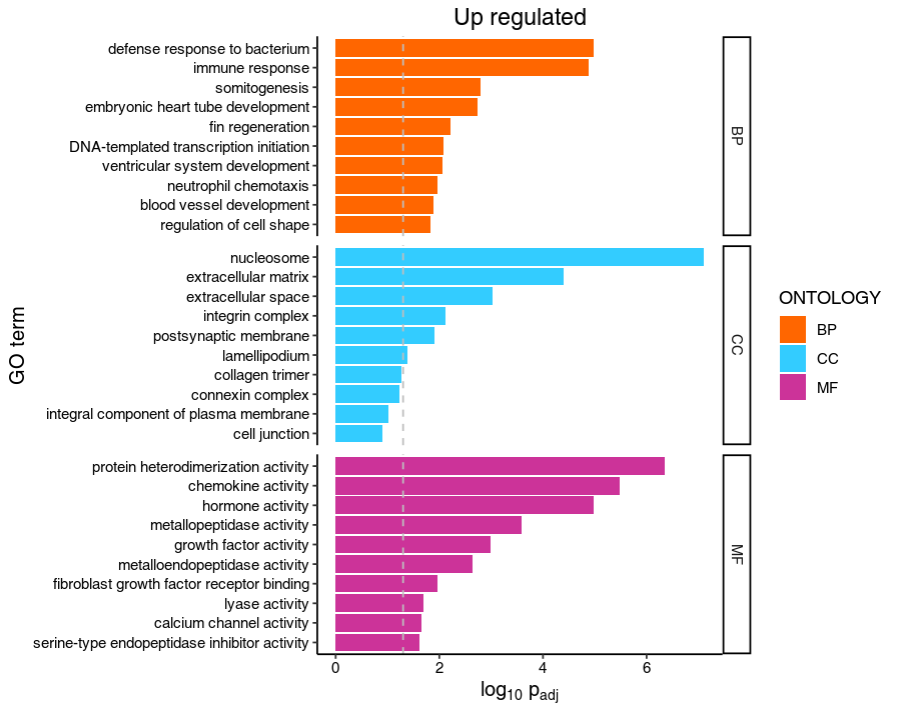 Up regulated
defense response to bacterium
immune response
somitogenesis
embryonic heart tube development
fin regeneration
DNA-templated transcription initiation
ventricular system development
neutrophil chemotaxis
blood vessel development
regulation of cell shape
BP
nucleosome
extracellular matrix
extracellular space
integrin complex
postsynaptic membrane
lamellipodium
collagen trimer
connexin complex
integral component of plasma membrane
cell junction
CC
protein heterodimerization activity
chemokine activity
hormone activity
metallopeptidase activity
growth factor activity
metalloendopeptidase activity
fibroblast growth factor receptor binding
lyase activity
calcium channel activity
serine-type endopeptidase inhibitor activity
MF
0 2 4 6
log10 padj
GO term
ONTOLOGY
BP
CC
MF